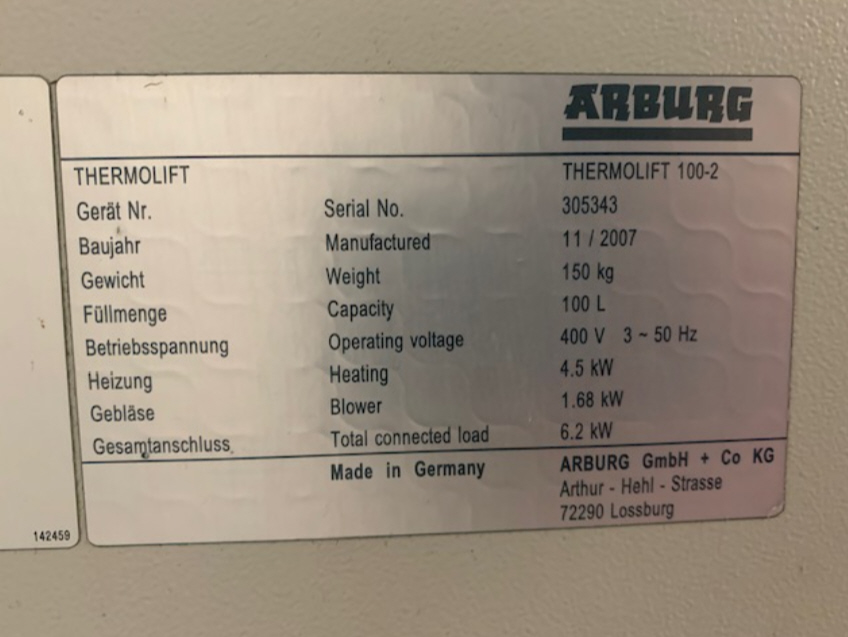 ARBURG
THERMOLIFT THERMOLIFT 100-2
Gerät Nr. Serial No. 305343
Baujahr Manufactured 11 / 2007
Gewicht Weight 150 kg
Füllmenge Capacity 100 L
Betriebsspannung Operating voltage 400 V 3 ~ 50 Hz
Heizung Heating 4.5 kW
Gebläse Blower 1.68 kW
Gesamtanschluss Total connected load 6.2 kW
Made in Germany ARBURG GmbH + Co KG
Arthur - Hehl - Strasse
72290 Lossburg
142459